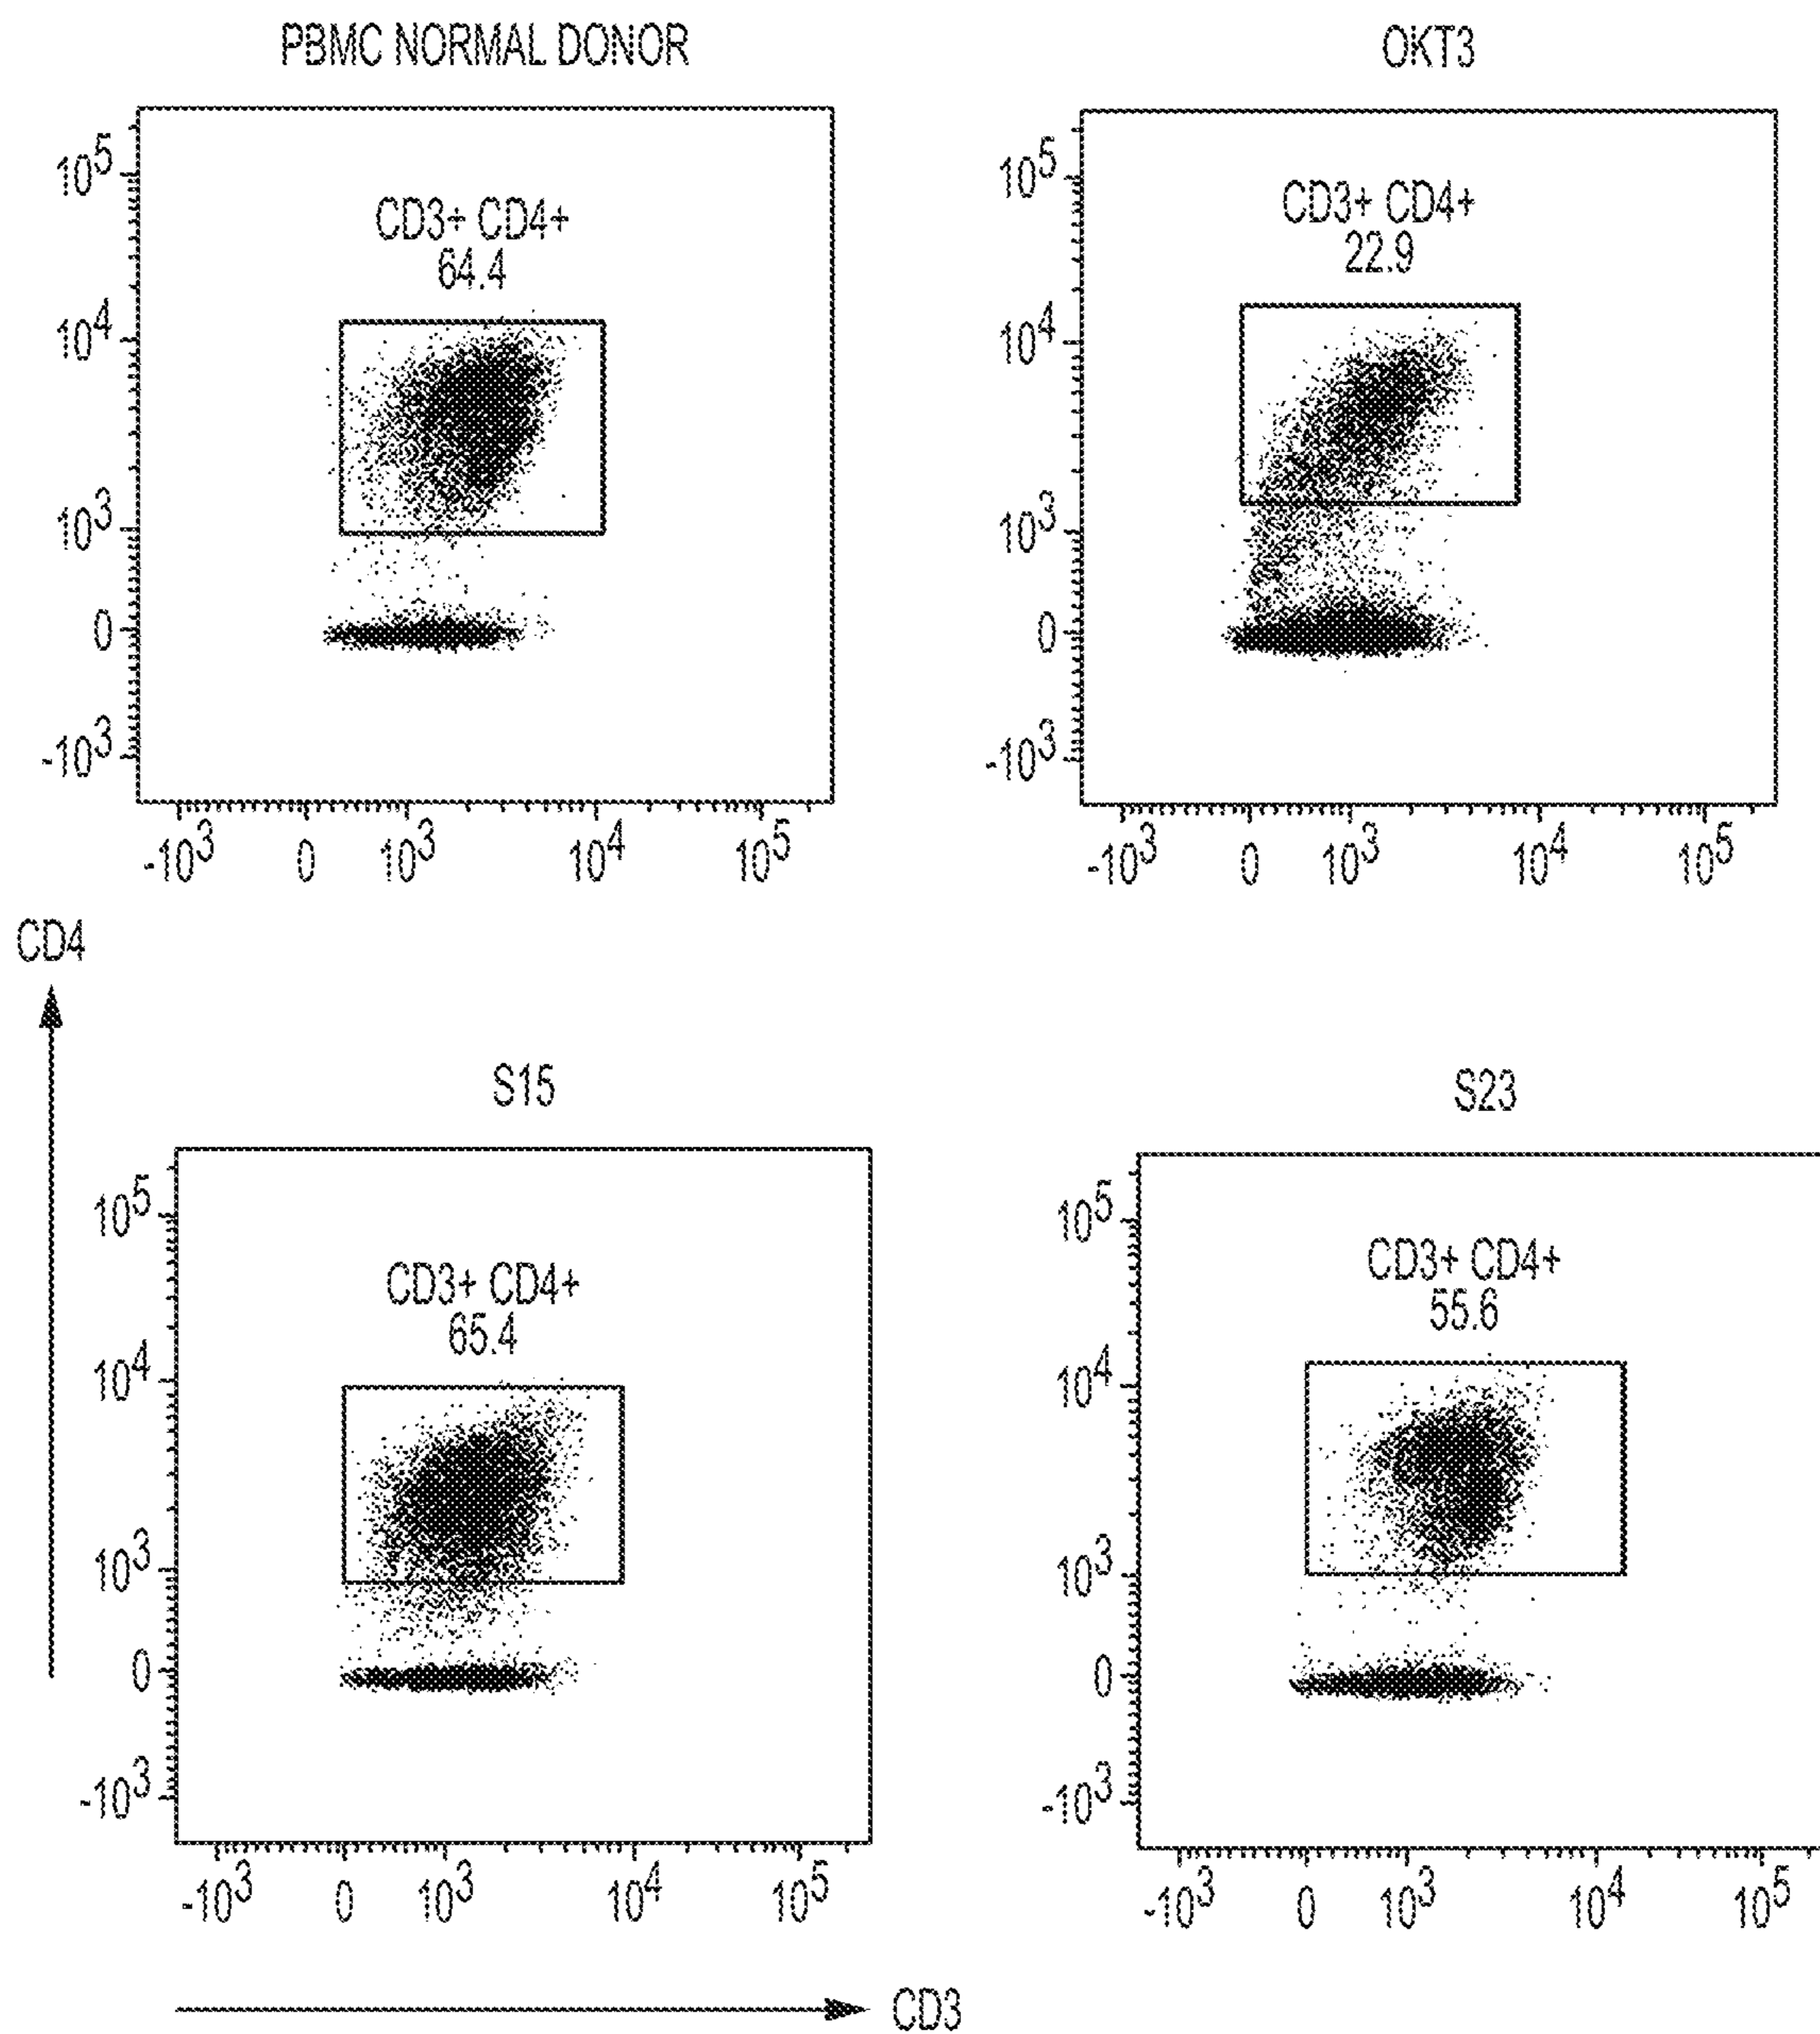 PBMC NORMAL DONOR
10^5
10^4
10^3
0
-10^3
CD3+ CD4+
64.4
-10^3 0 10^3 10^4 10^5
OKT3
10^5
10^4
10^3
0
-10^3
CD3+ CD4+
22.9
-10^3 0 10^3 10^4 10^5
CD4
S15
10^5
10^4
10^3
0
-10^3
CD3+ CD4+
65.4
-10^3 0 10^3 10^4 10^5
S23
10^5
10^4
10^3
0
-10^3
CD3+ CD4+
55.6
-10^3 0 10^3 10^4 10^5
CD3